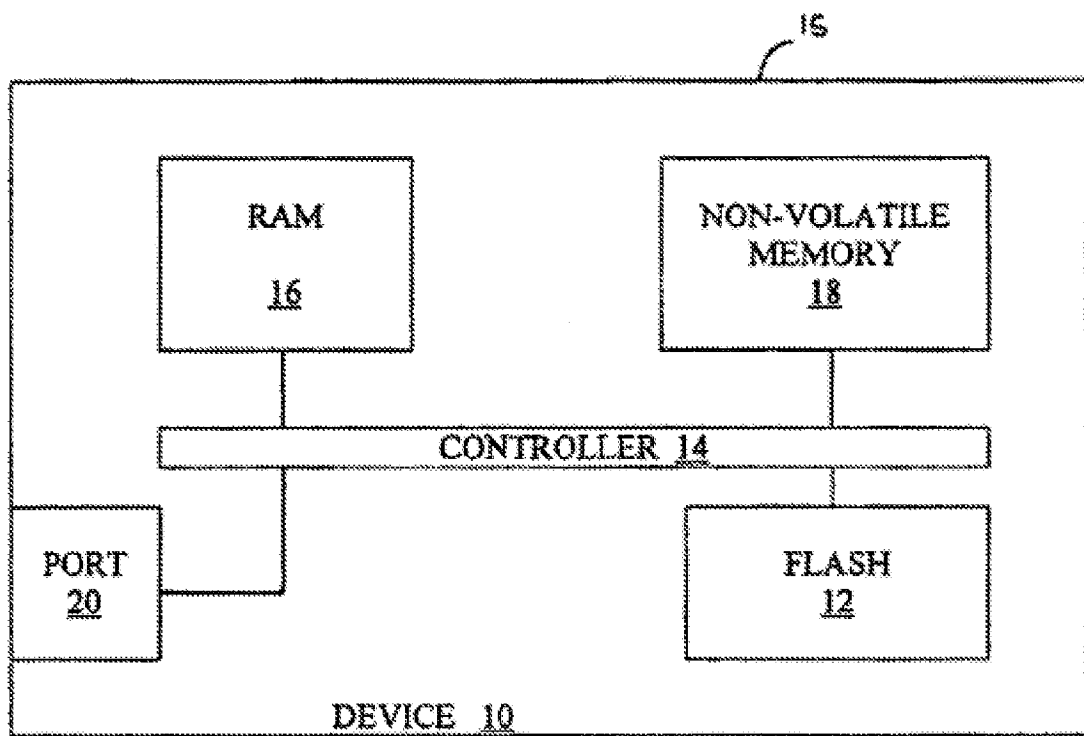 15
RAM
16
NON-VOLATILE
MEMORY
18
CONTROLLER 14
PORT
20
FLASH
12
DEVICE 10